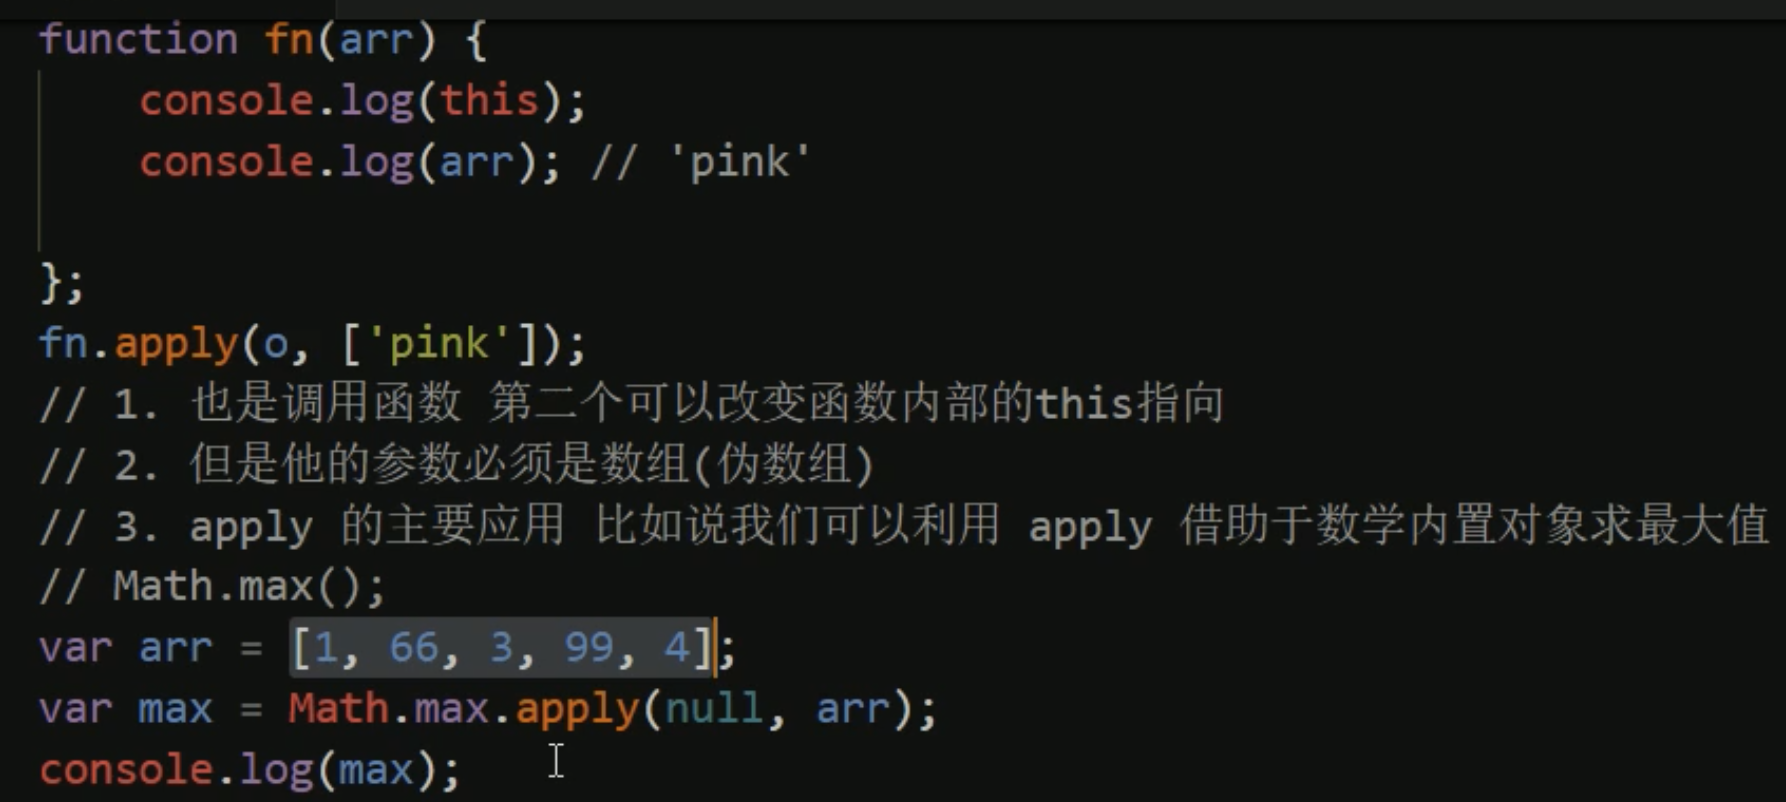 function fn(arr) {
console.log(this);
console.log(arr); // 'pink'
};
fn.apply(o, ['pink']);
// 1. 也是调用函数 第二个可以改变函数内部的this指向
// 2. 但是他的参数必须是数组(伪数组)
// 3. apply 的主要应用 比如说我们可以利用 apply 借助于数学内置对象求最大值
// Math.max();
var arr = [1, 66, 3, 99, 4];
var max = Math.max.apply(null, arr);
console.log(max);